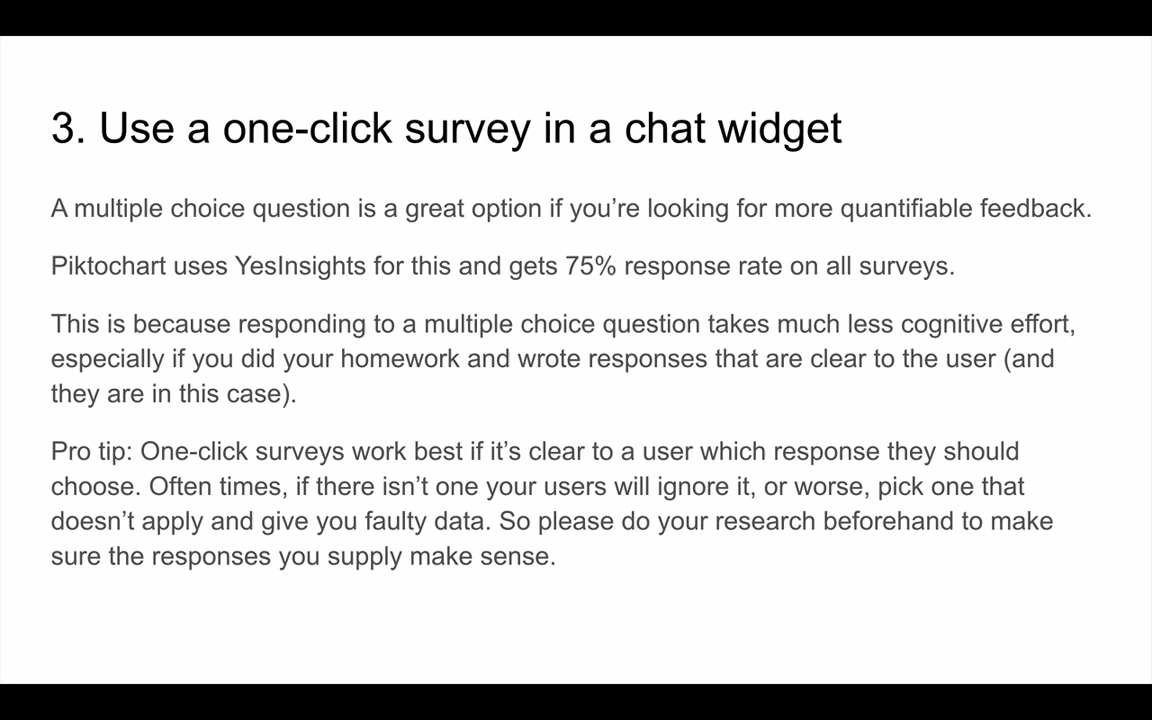 3. Use a one-click survey in a chat widget
A multiple choice question is a great option if you’re looking for more quantifiable feedback.
Piktochart uses YesInsights for this and gets 75% response rate on all surveys.
This is because responding to a multiple choice question takes much less cognitive effort,
especially if you did your homework and wrote responses that are clear to the user (and
they are in this case).
Pro tip: One-click surveys work best if it’s clear to a user which response they should
choose. Often times, if there isn’t one your users will ignore it, or worse, pick one that
doesn’t apply and give you faulty data. So please do your research beforehand to make
sure the responses you supply make sense.